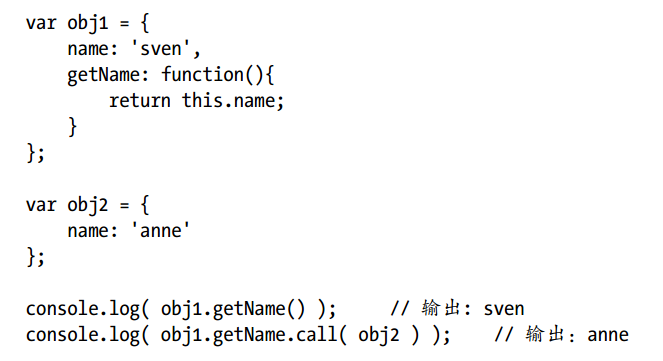 var obj1 = {
    name: 'sven',
    getName: function(){
        return this.name;
    }
};

var obj2 = {
    name: 'anne'
};

console.log( obj1.getName() );     // 输出: sven
console.log( obj1.getName.call( obj2 ) );    // 输出：anne